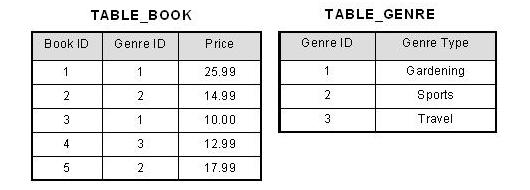 TABLE_BOOK
Book ID Genre ID Price
1 1 25.99
2 2 14.99
3 1 10.00
4 3 12.99
5 2 17.99
TABLE_GENRE
Genre ID Genre Type
1 Gardening
2 Sports
3 Travel